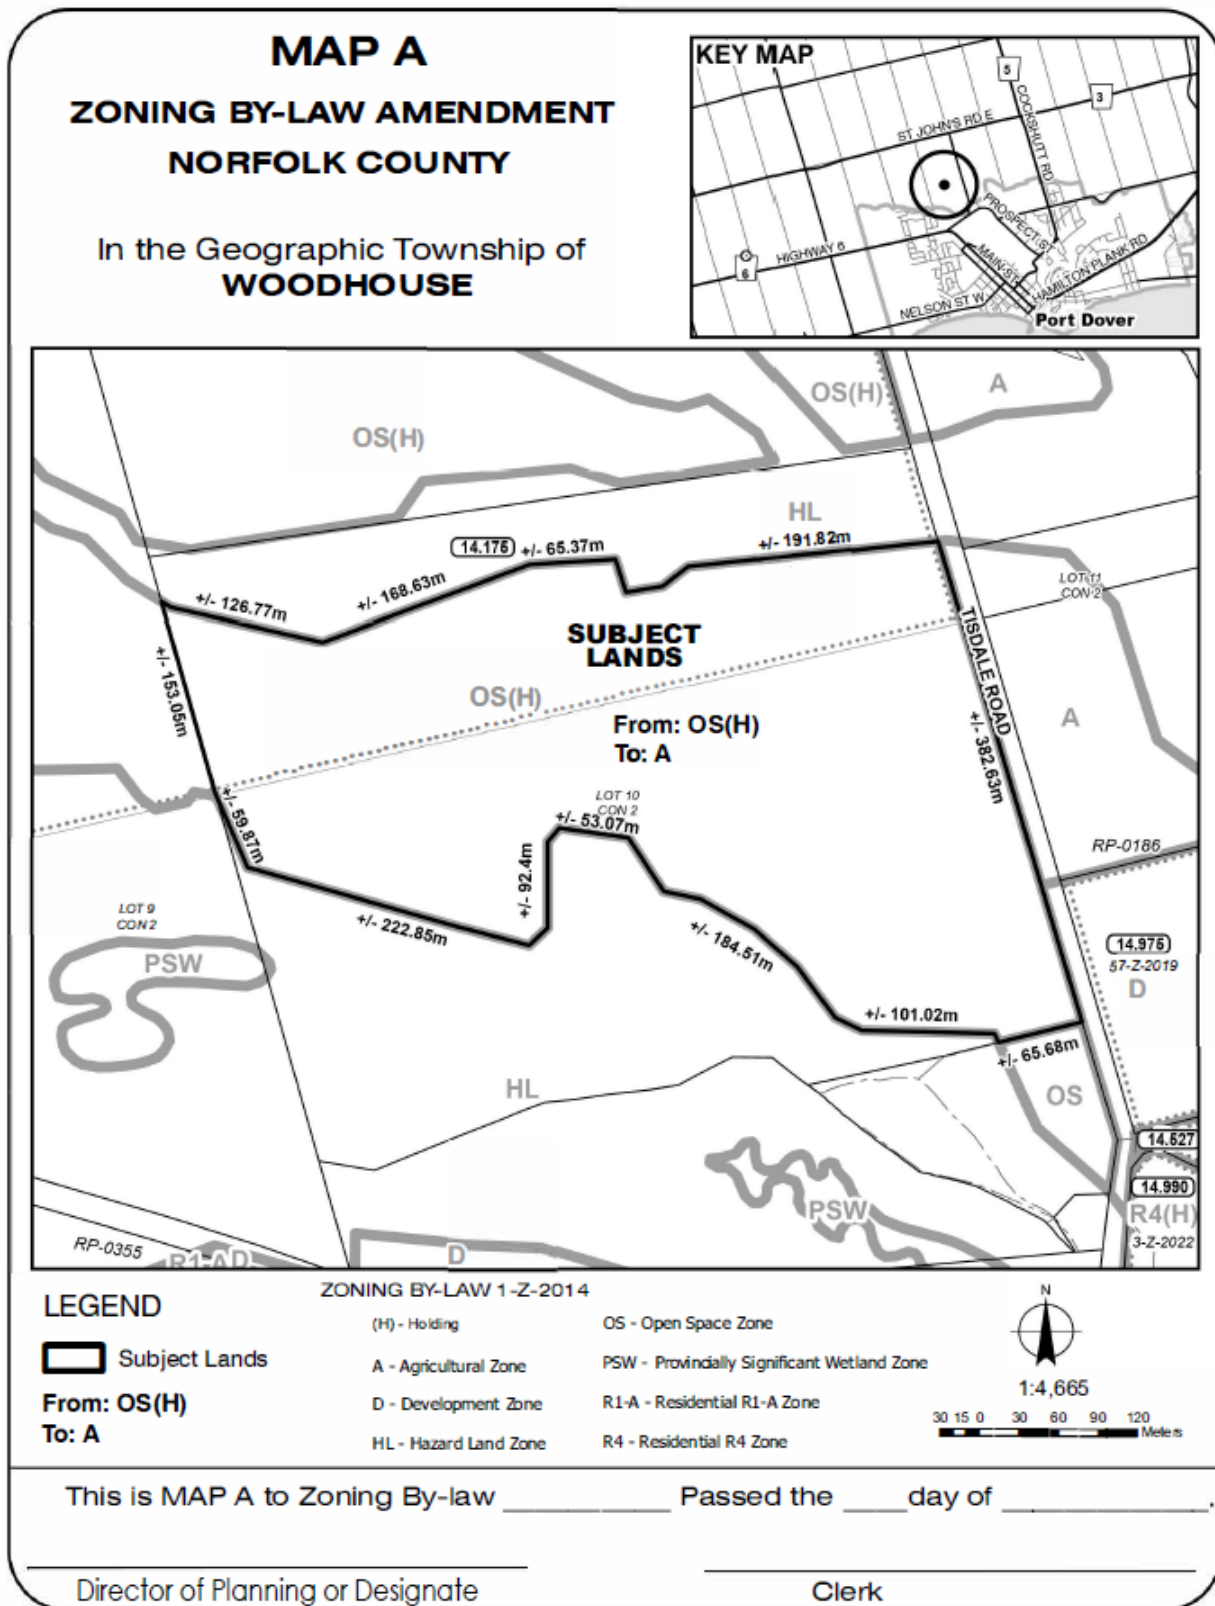 MAP A
ZONING BY-LAW AMENDMENT
NORFOLK COUNTY
In the Geographic Township of
WOODHOUSE
KEY MAP
5
3
COCKSHUTT RD
ST JOHN'S RD E
PROSPECT ST
HIGHWAY 6
6
MAIN ST
HAMILTON PLANK RD
NELSON ST W
Port Dover
OS(H)
A
OS(H)
HL
14.175
+/- 65.37m
+/- 191.82m
+/- 168.63m
+/- 126.77m
LOT 11
CON 2
SUBJECT
LANDS
TISDALE ROAD
+/- 153.05m
OS(H)
From: OS(H)
To: A
A
+/- 382.63m
LOT 10
CON 2
+/- 59.87m
+/- 53.07m
RP-0186
+/- 92.4m
LOT 9
CON 2
+/- 222.85m
+/- 184.51m
14.975
57-Z-2019
D
PSW
+/- 101.02m
+/- 65.68m
HL
OS
14.527
14.990
R4(H)
3-Z-2022
PSW
RP-0355
R1-A
D
D
LEGEND
Subject Lands
From: OS(H)
To: A
ZONING BY-LAW 1-Z-2014
(H) - Holding
A - Agricultural Zone
D - Development Zone
HL - Hazard Land Zone
OS - Open Space Zone
PSW - Provincially Significant Wetland Zone
R1-A - Residential R1-A Zone
R4 - Residential R4 Zone
N
1:4,665
30 15 0 30 60 90 120
Meters
This is MAP A to Zoning By-law __________ Passed the ____day of ____________.
Director of Planning or Designate
Clerk